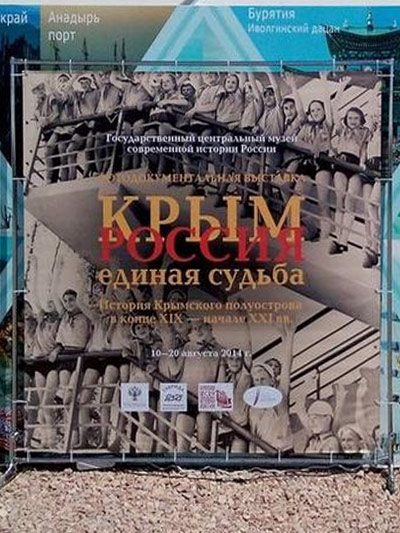 край
Анадырь
порт
Бурятия
Иволгинский дацан
Государственный центральный музей
современной истории России
ФОТОДОКУМЕНТАЛЬНАЯ ВЫСТАВКА
КРЫМ
РОССИЯ
единая судьба
История Крымского полуострова
в конце XIX — начале XXI вв.
10–20 августа 2014 г.